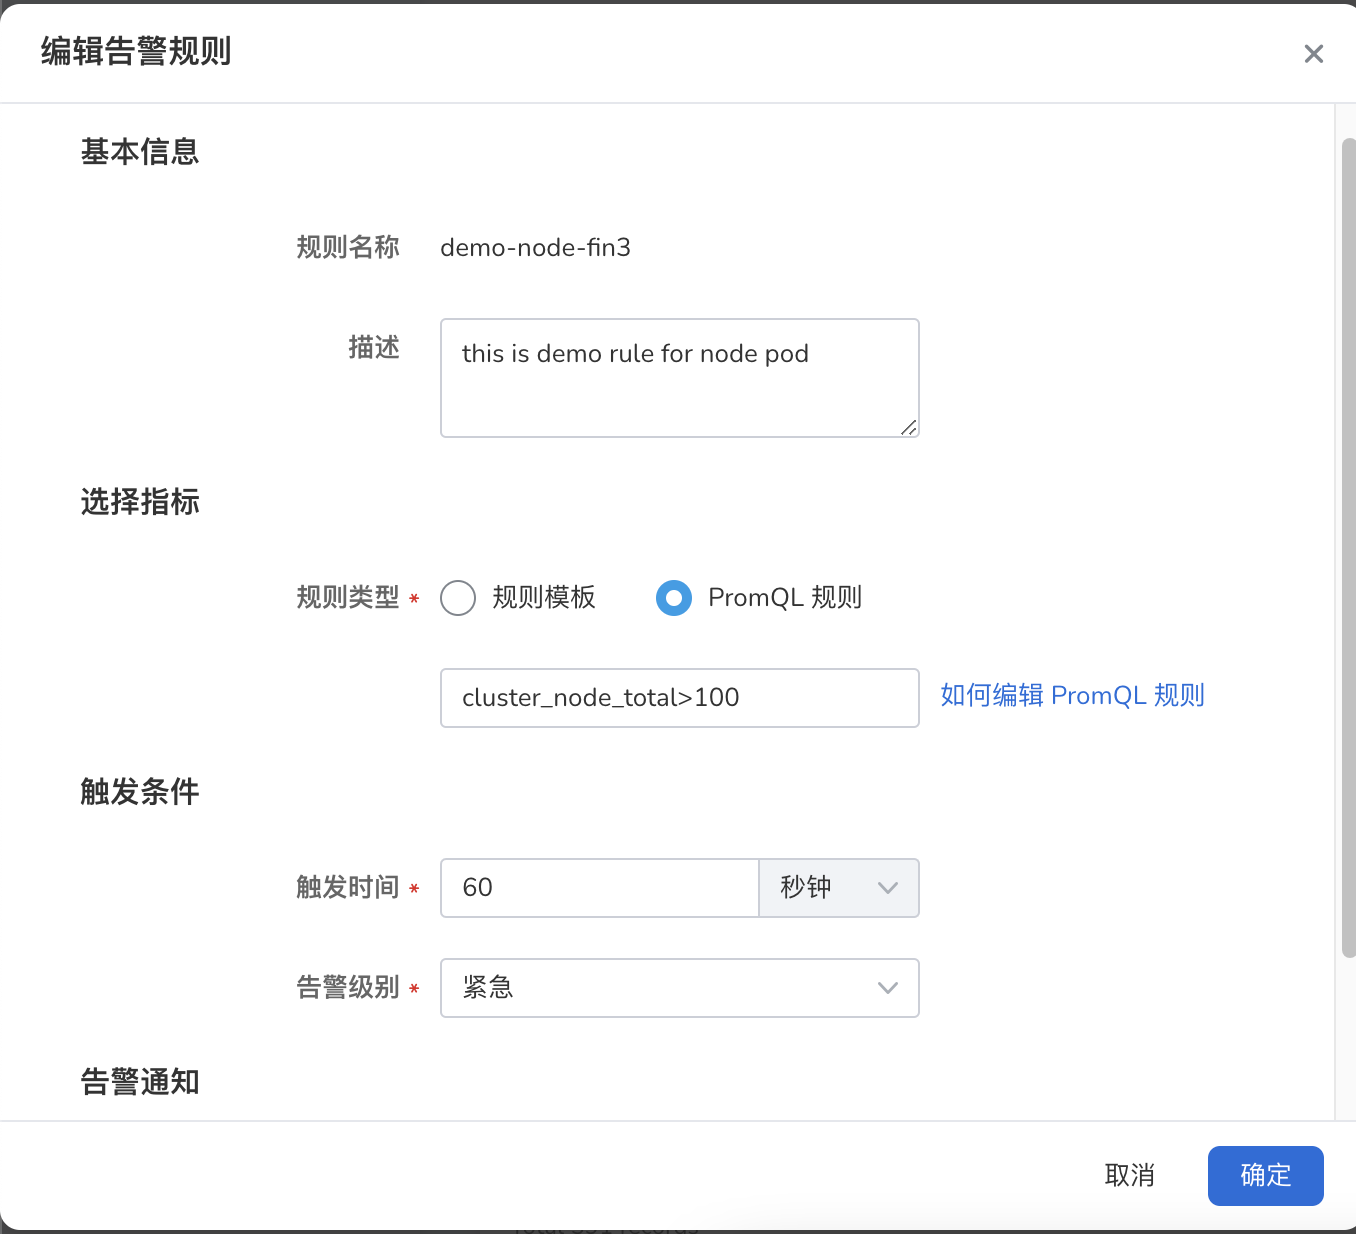 编辑告警规则
基本信息
规则名称 demo-node-fin3
描述 this is demo rule for node pod
选择指标
规则类型 * 规则模板 PromQL 规则
cluster_node_total>100 如何编辑 PromQL 规则
触发条件
触发时间 * 60 秒钟
告警级别 * 紧急
告警通知
取消 确定